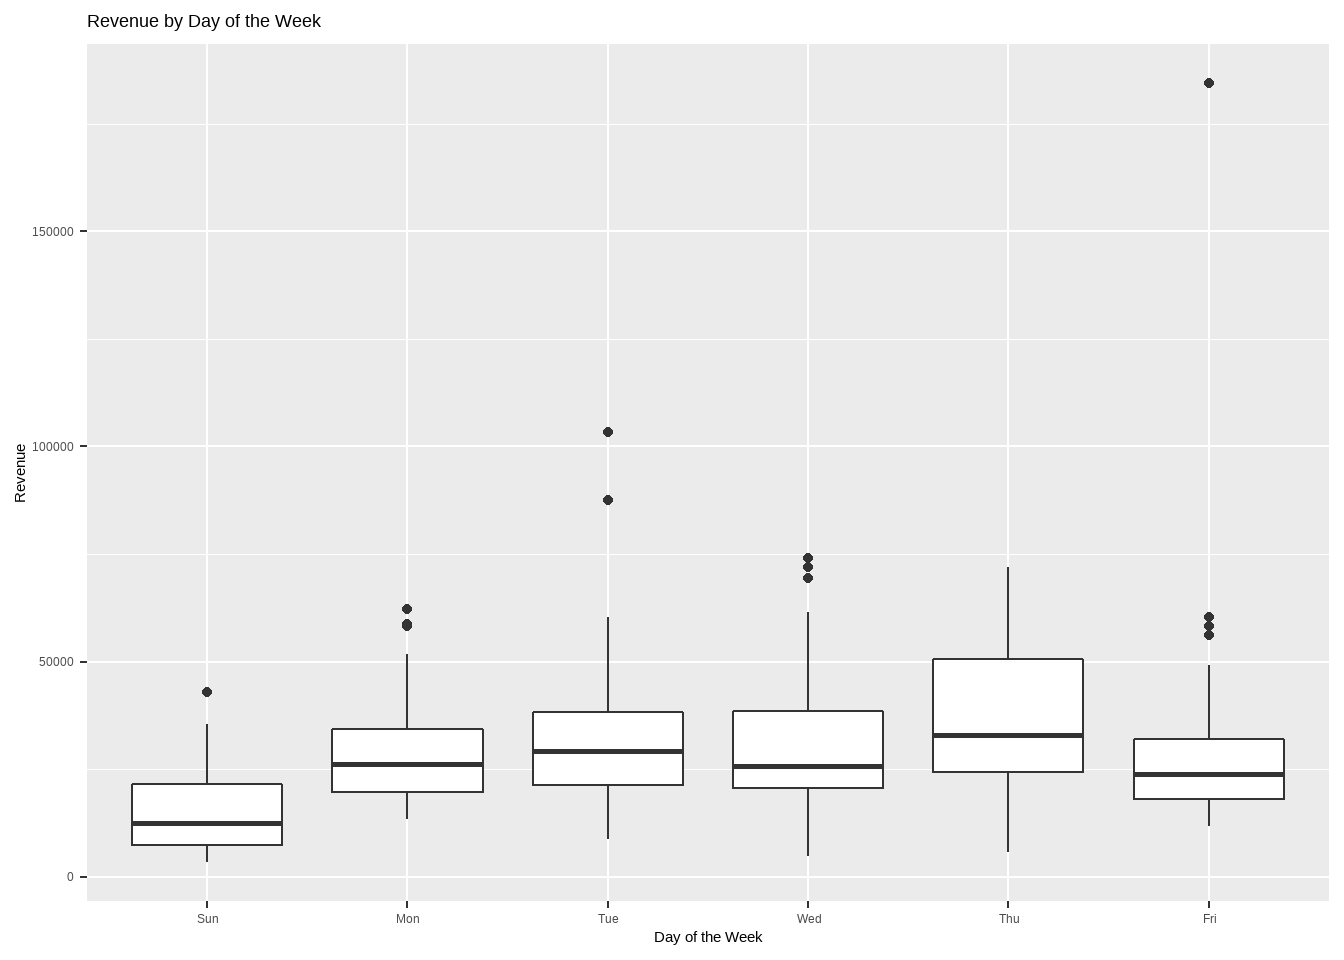 Revenue by Day of the Week
150000
100000
50000
0
Revenue
Sun Mon Tue Wed Thu Fri
Day of the Week